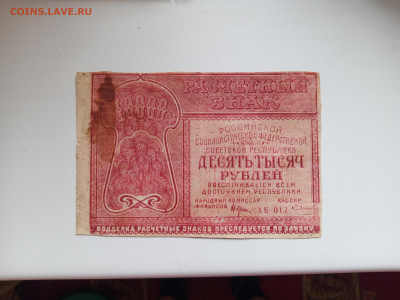 COINS.LAVE.RU
РАСЧЕТНЫЙ
ЗНАК
РОССИЙСКОЙ
СОЦИАЛИСТИЧЕСКОЙ ФЕДЕРАТИВНОЙ
СОВЕТСКОЙ РЕСПУБЛИКИ
ДЕСЯТЬ ТЫСЯЧ
РУБЛЕЙ
ОБЕСПЕЧИВАЕТСЯ ВСЕМ
ДОСТОЯНИЕМ РЕСПУБЛИКИ
НАРОДНЫЙ КОМИССАР КАССИР
ФИНАНСОВ АБ-017
ПОДДЕЛКА РАСЧЕТНЫХ ЗНАКОВ ПРЕСЛЕДУЕТСЯ ПО ЗАКОНУ